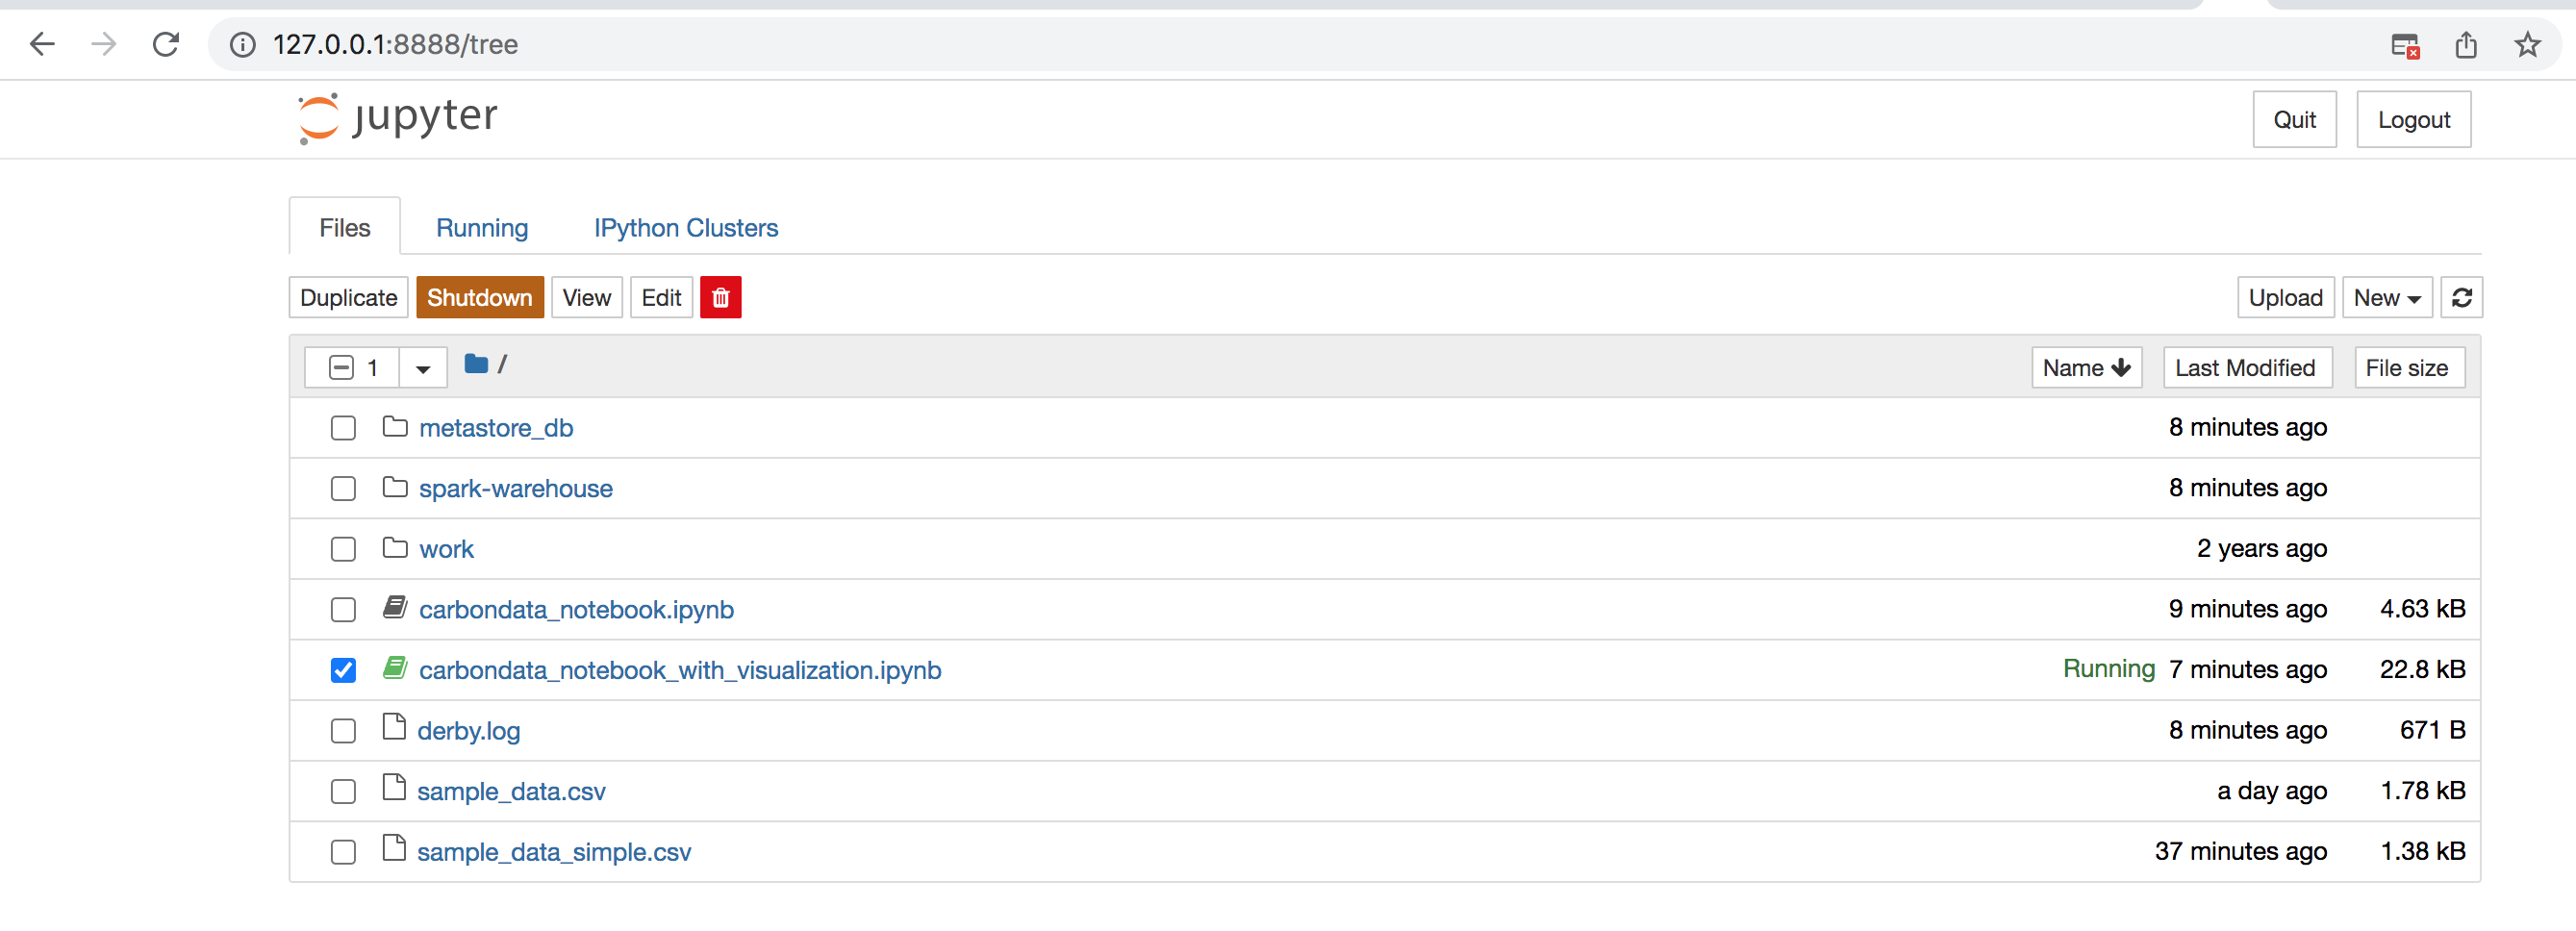 127.0.0.1:8888/tree
jupyter
Quit Logout
Files Running IPython Clusters
Duplicate Shutdown View Edit Upload New
1 / Name Last Modified File size
metastore_db 8 minutes ago
spark-warehouse 8 minutes ago
work 2 years ago
carbondata_notebook.ipynb 9 minutes ago 4.63 kB
carbondata_notebook_with_visualization.ipynb Running 7 minutes ago 22.8 kB
derby.log 8 minutes ago 671 B
sample_data.csv a day ago 1.78 kB
sample_data_simple.csv 37 minutes ago 1.38 kB